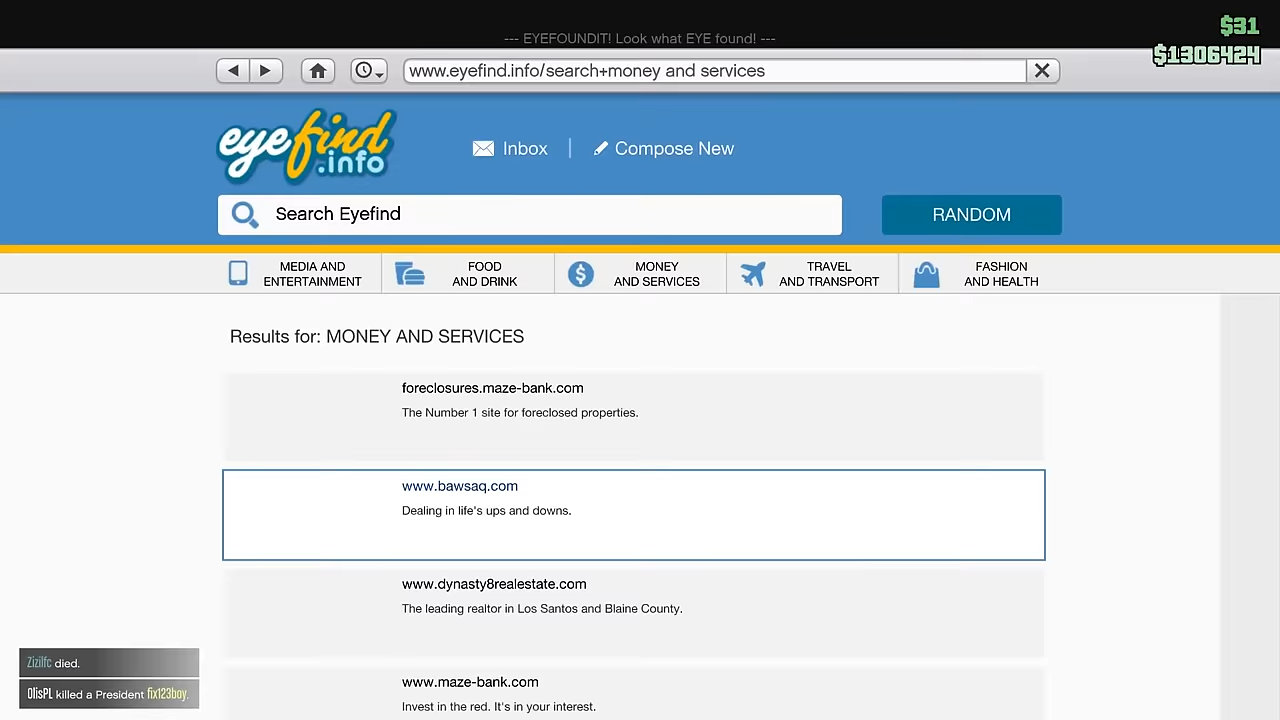 --- EYEFOUNDIT! Look what EYE found! ---
$31
$1306424
www.eyefind.info/search+money and services
eyefind.info
Inbox
Compose New
Search Eyefind
RANDOM
MEDIA AND
ENTERTAINMENT
FOOD
AND DRINK
MONEY
AND SERVICES
TRAVEL
AND TRANSPORT
FASHION
AND HEALTH
Results for: MONEY AND SERVICES
foreclosures.maze-bank.com
The Number 1 site for foreclosed properties.
www.bawsaq.com
Dealing in life's ups and downs.
www.dynasty8realestate.com
The leading realtor in Los Santos and Blaine County.
www.maze-bank.com
Invest in the red. It's in your interest.
Zizilfc died.
OlisPL killed a President fix123boy.